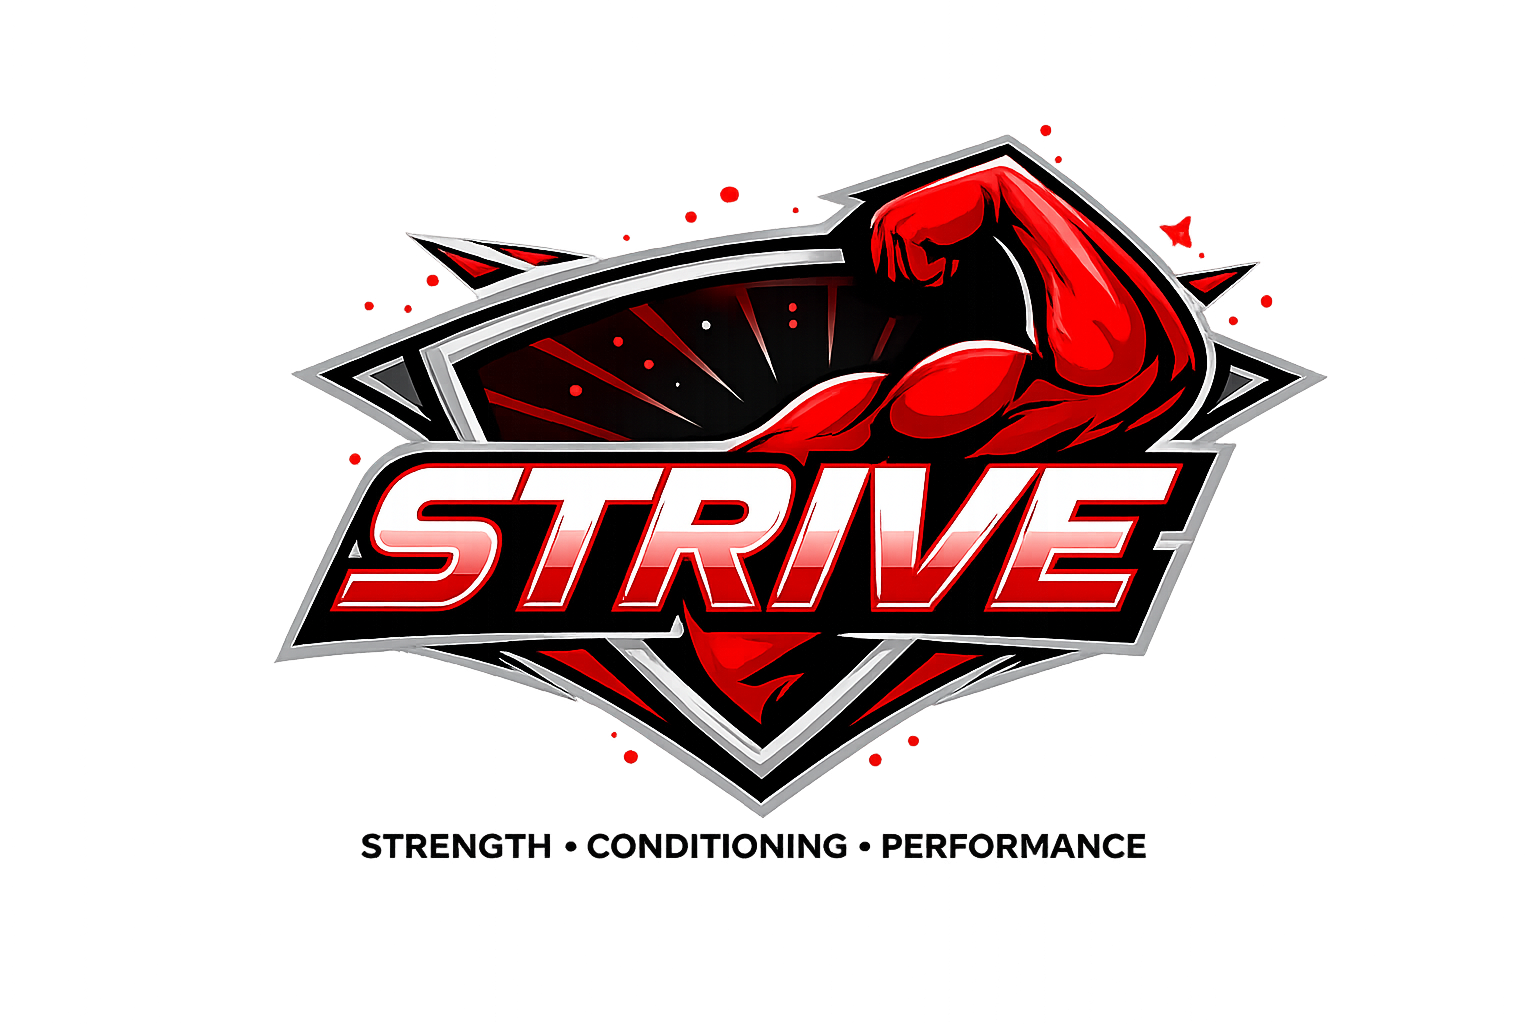 STRIVE
STRENGTH • CONDITIONING • PERFORMANCE